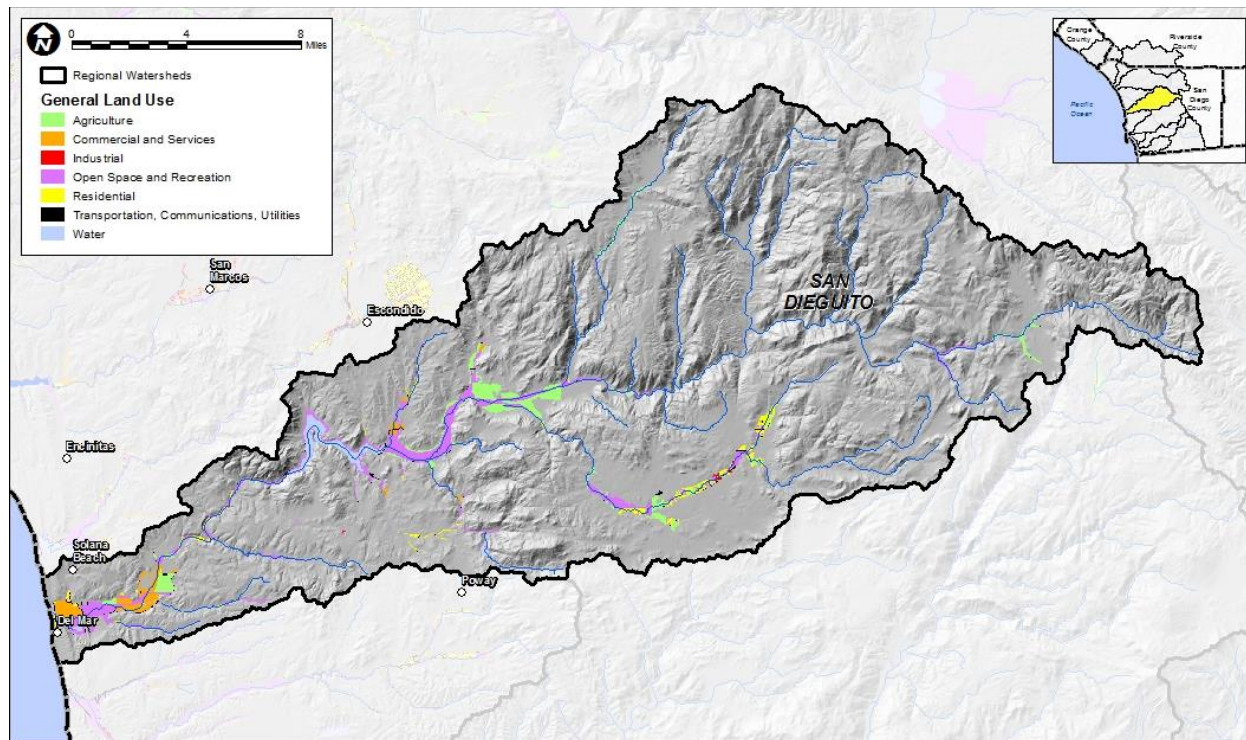 N
0 4 8
Miles
Regional Watersheds
General Land Use
Agriculture
Commercial and Services
Industrial
Open Space and Recreation
Residential
Transportation, Communications, Utilities
Water
Orange
County
Riverside
County
San
Diego
County
Pacific
Ocean
San
Marcos
Escondido
SAN
DIEGUITO
Encinitas
Solana
Beach
Poway
Del Mar